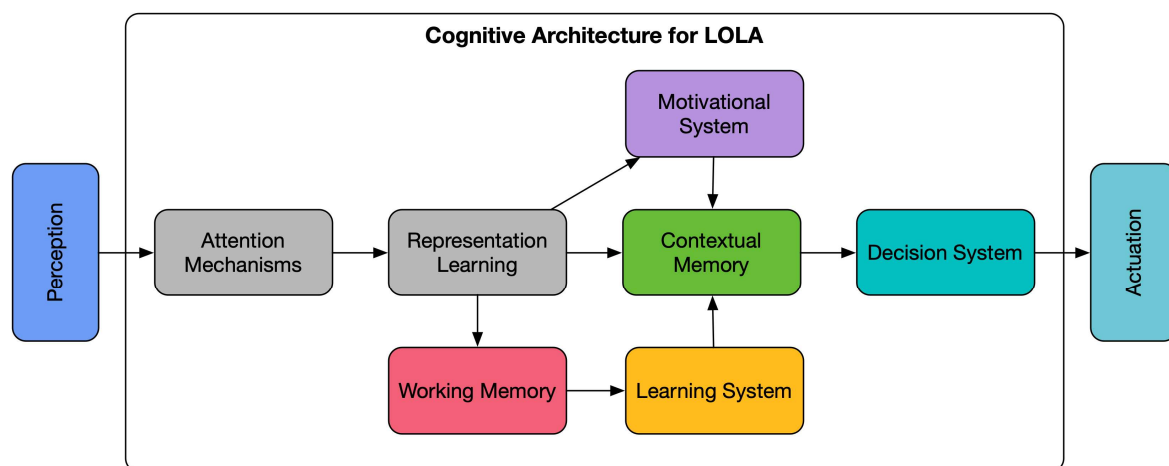 Cognitive Architecture for LOLA
Motivational
System
Perception
Attention
Mechanisms
Representation
Learning
Contextual
Memory
Decision System
Actuation
Working Memory
Learning System